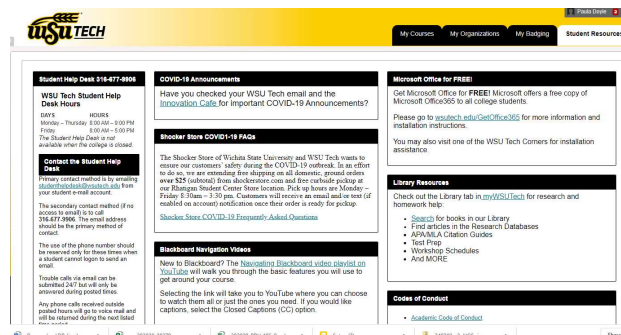 Paula Doyle
wsu TECH
My Courses
My Organizations
My Badging
Student Resources
Student Help Desk 316-677-9906
WSU Tech Student Help
Desk Hours
DAYS HOURS
Monday – Thursday 8:00 AM – 9:00 PM
Friday 8:00 AM – 5:00 PM
The Student Help Desk is not
available when the college is closed.
Contact the Student Help
Desk
Primary contact method is by emailing
studenthelpdesk@wsutech.edu from
your student e-mail account.
The secondary contact method (if no
access to email) is to call
316-677-9906. The email address
should be the primary method of
contact.
The use of the phone number should
be reserved only for these times when
a student cannot logon to send an
email.
Trouble calls via email can be
submitted 24/7 but will only be
answered during posted times.
Any phone calls received outside
posted hours will go to voice mail and
will be returned during the next listed
COVID-19 Announcements
Have you checked your WSU Tech email and the
Innovation Cafe for important COVID-19 Announcements?
Shocker Store COVID1-19 FAQs
The Shocker Store of Wichita State University and WSU Tech wants to
ensure our customers' safety during the COVID-19 outbreak. In an effort
to do so, we are extending free shipping on all domestic, ground orders
over $25 (subtotal) from shockerstore.com and free curbside pickup at
our Rhatigan Student Center Store location. Pick up hours are Monday –
Friday 8:30am – 3:30 pm. Customers will receive an email and/or text (if
enabled on account) notification once their order is ready for pickup.
Shocker Store COVID-19 Frequently Asked Questions
Blackboard Navigation Videos
New to Blackboard? The Navigating Blackboard video playlist on
YouTube will walk you through the basic features you will use to
get around your course.
Selecting the link will take you to YouTube where you can choose
to watch them all or just the ones you need. If you would like
captions, select the Closed Captions (CC) option.
Microsoft Office for FREE!
Get Microsoft Office for FREE! Microsoft offers a free copy of
Microsoft Office365 to all college students.
Please go to wsutech.edu/GetOffice365 for more information and
installation instructions.
You may also visit one of the WSU Tech Corners for installation
assistance.
Library Resources
Check out the Library tab in myWSUTech for research and
homework help:
• Search for books in our Library
• Find articles in the Research Databases
• APA/MLA Citation Guides
• Test Prep
• Workshop Schedules
• And MORE
Codes of Conduct
• Academic Code of Conduct